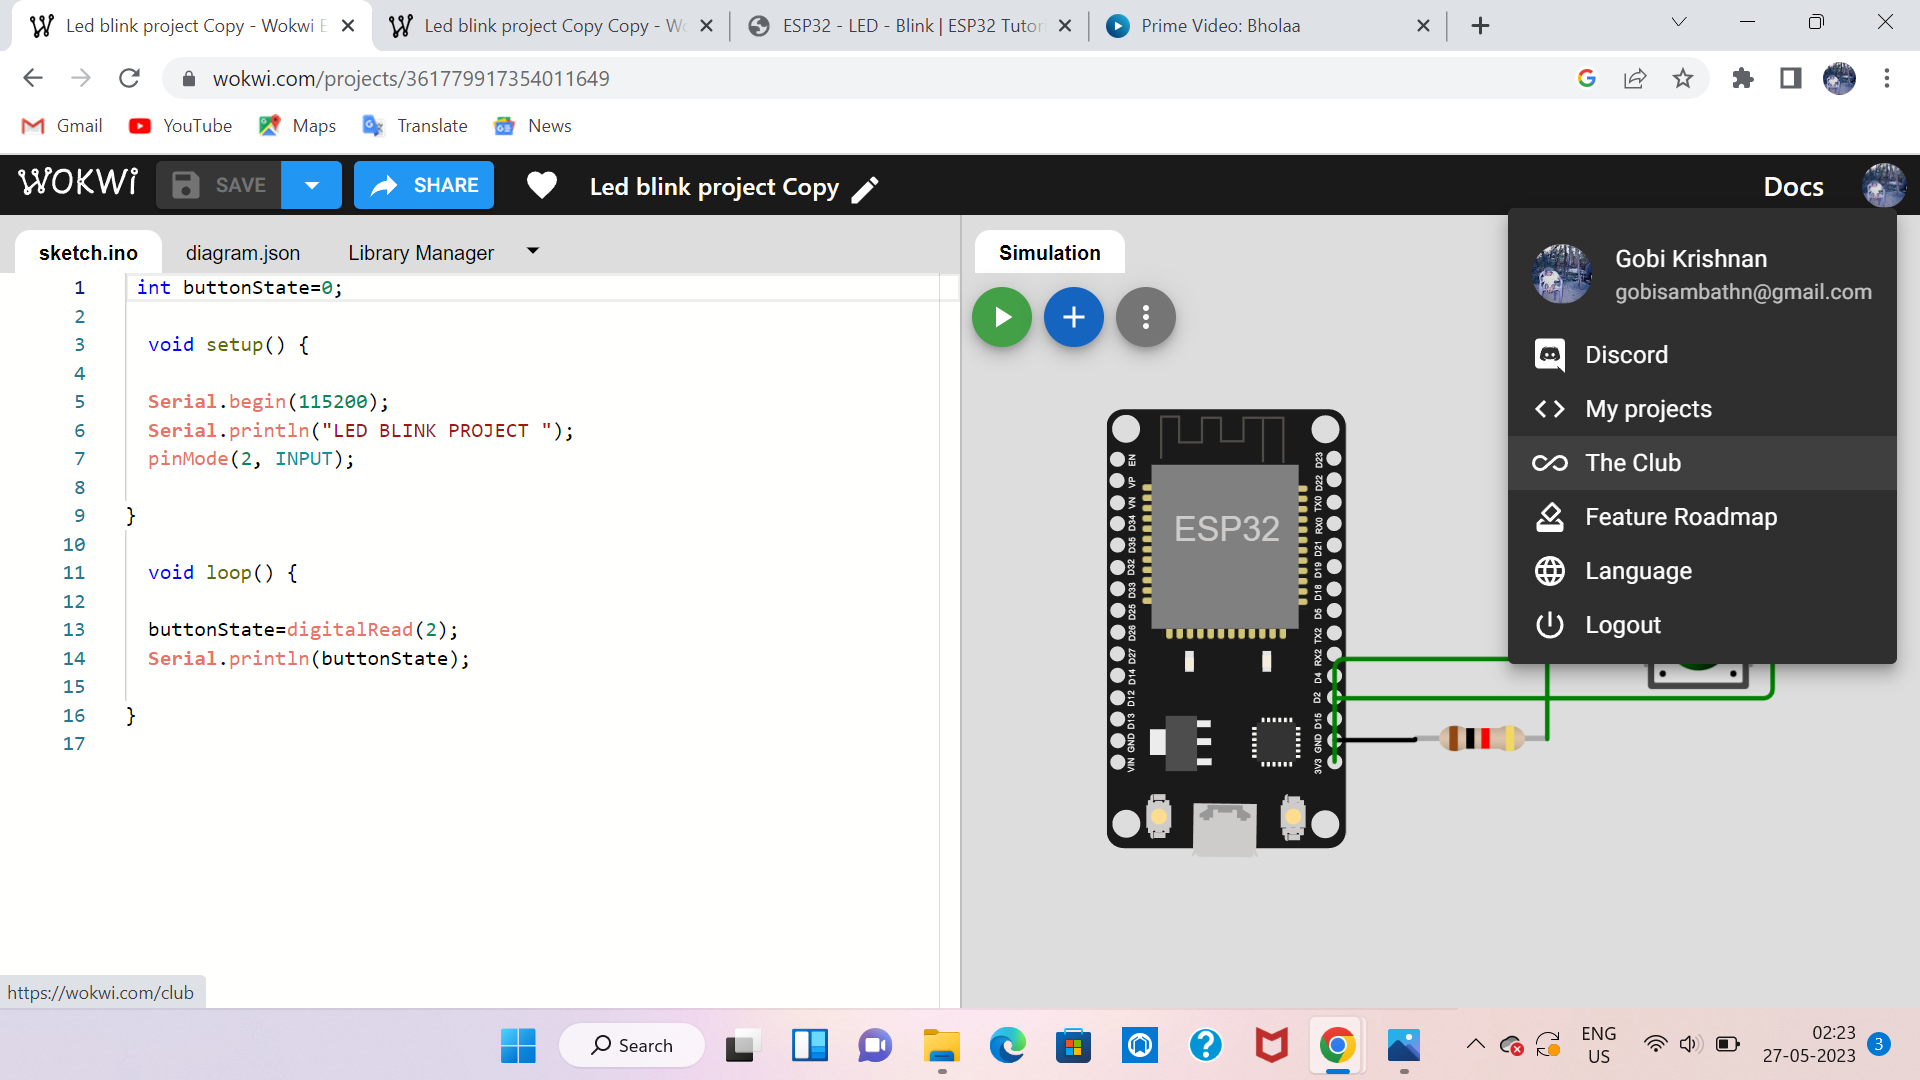 Led blink project Copy - Wokwi E
Led blink project Copy Copy - Wo
ESP32 - LED - Blink | ESP32 Tutori
Prime Video: Bholaa
wokwi.com/projects/361779917354011649
Gmail
YouTube
Maps
Translate
News
WOKWi
SAVE
SHARE
Led blink project Copy
Docs
sketch.ino
diagram.json
Library Manager
Simulation
1 int buttonState=0;
2
3 void setup() {
4
5 Serial.begin(115200);
6 Serial.println("LED BLINK PROJECT ");
7 pinMode(2, INPUT);
8
9 }
10
11 void loop() {
12
13 buttonState=digitalRead(2);
14 Serial.println(buttonState);
15
16 }
17
Gobi Krishnan
gobisambathn@gmail.com
Discord
My projects
The Club
Feature Roadmap
Language
Logout
ESP32
EN
VP
VN
D34
D35
D32
D33
D25
D26
D27
D14
D12
D13
GND
VIN
D23
D22
TX0
RX0
D21
D19
D18
D5
TX2
RX2
D4
D2
D15
GND
3V3
https://wokwi.com/club
Search
ENG
US
02:23
27-05-2023
3